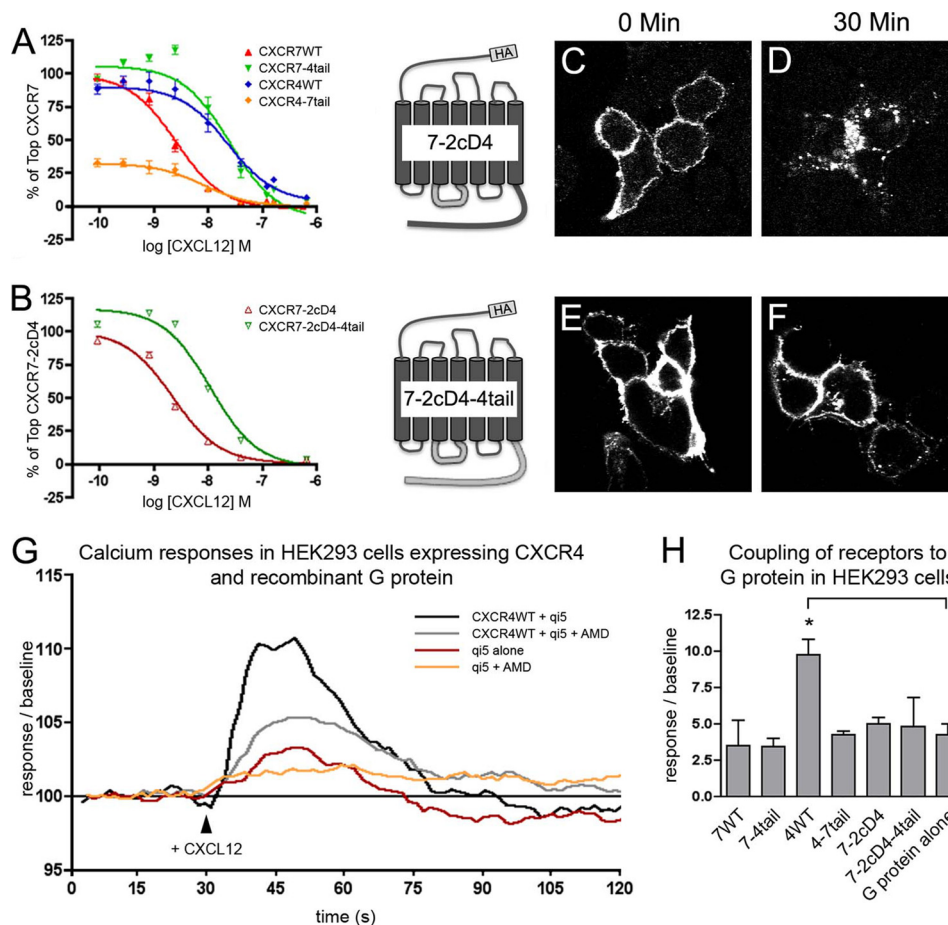 0 Min
30 Min
A
125
100
75
50
25
0
-25
% of Top CXCR7
-10
-9
-8
-7
-6
log [CXCL12] M
CXCR7WT
CXCR7-4tail
CXCR4WT
CXCR4-7tail
HA
7-2cD4
C
D
B
125
100
75
50
25
0
% of Top CXCR7-2cD4
-10
-9
-8
-7
-6
log [CXCL12] M
CXCR7-2cD4
CXCR7-2cD4-4tail
HA
7-2cD4-4tail
E
F
G
Calcium responses in HEK293 cells expressing CXCR4
and recombinant G protein
115
110
105
100
95
response / baseline
CXCR4WT + qi5
CXCR4WT + qi5 + AMD
qi5 alone
qi5 + AMD
+ CXCL12
0
15
30
45
60
75
90
105
120
time (s)
H
Coupling of receptors to
G protein in HEK293 cells
12.5
10.0
7.5
5.0
2.5
0.0
response / baseline
*
7WT
7-4tail
4WT
4-7tail
7-2cD4
7-2cD4-4tail
G protein alone